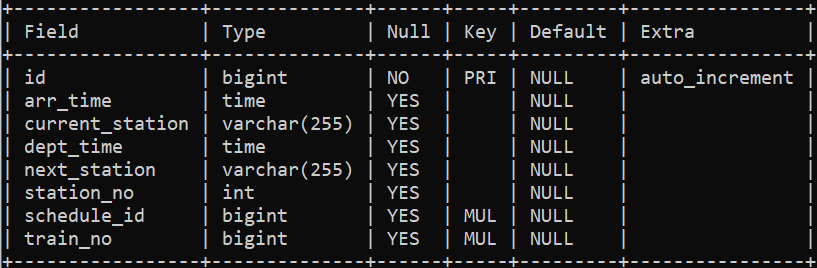 +-----------------+--------------+------+-----+---------+----------------+
| Field           | Type         | Null | Key | Default | Extra          |
+-----------------+--------------+------+-----+---------+----------------+
| id              | bigint       | NO   | PRI | NULL    | auto_increment |
| arr_time        | time         | YES  |     | NULL    |                |
| current_station | varchar(255) | YES  |     | NULL    |                |
| dept_time       | time         | YES  |     | NULL    |                |
| next_station    | varchar(255) | YES  |     | NULL    |                |
| station_no      | int          | YES  |     | NULL    |                |
| schedule_id     | bigint       | YES  | MUL | NULL    |                |
| train_no        | bigint       | YES  | MUL | NULL    |                |
+-----------------+--------------+------+-----+---------+----------------+